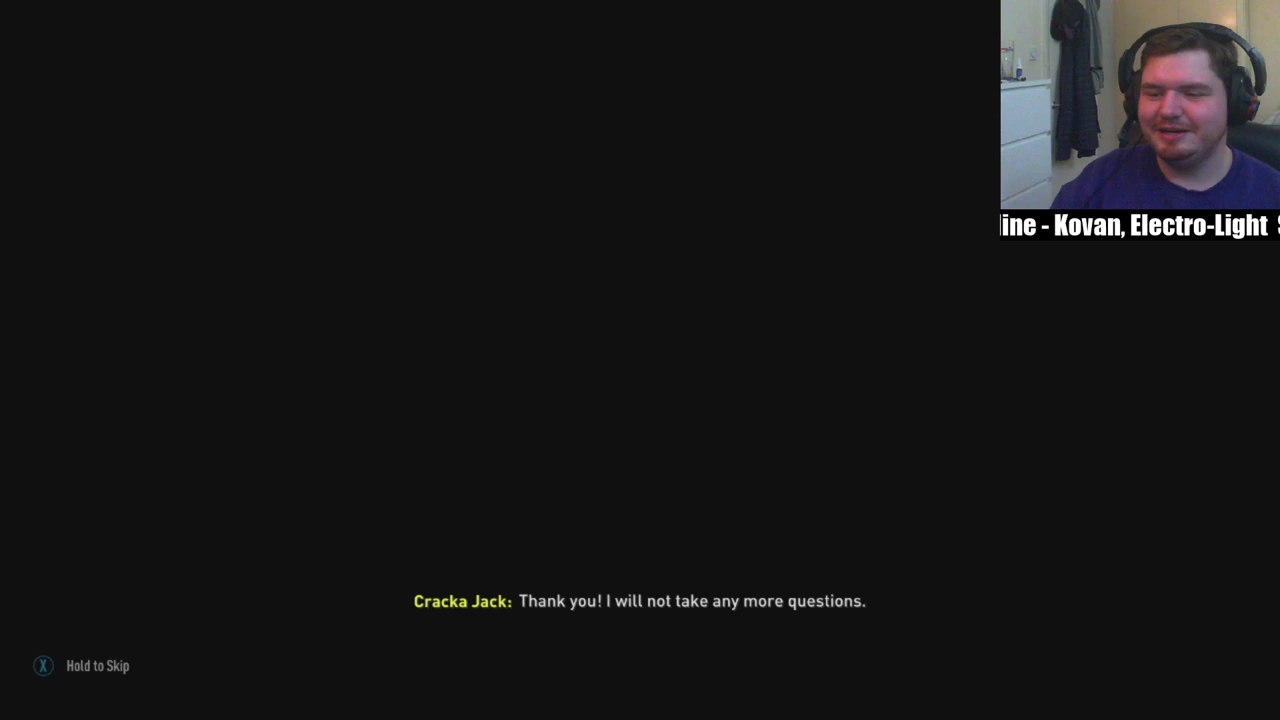 ine - Kovan, Electro-Light
Cracka Jack: Thank you! I will not take any more questions.
X Hold to Skip